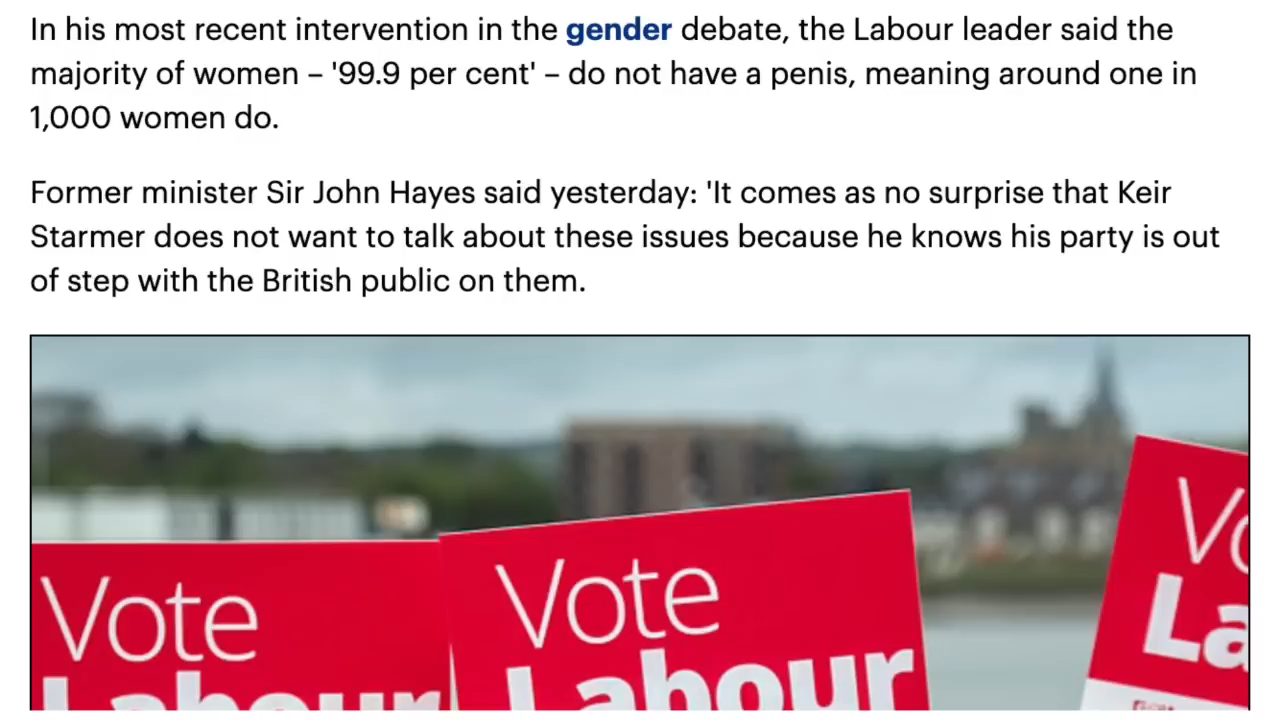 In his most recent intervention in the gender debate, the Labour leader said the
majority of women – '99.9 per cent' – do not have a penis, meaning around one in
1,000 women do.
Former minister Sir John Hayes said yesterday: 'It comes as no surprise that Keir
Starmer does not want to talk about these issues because he knows his party is out
of step with the British public on them.
Vote
Labour
Vote
Labour
Vo
La